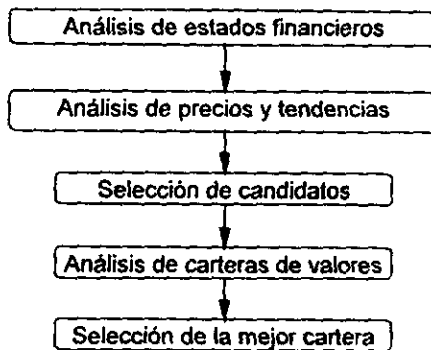 Análisis de estados financieros
Análisis de precios y tendencias
Selección de candidatos
Análisis de carteras de valores
Selección de la mejor cartera